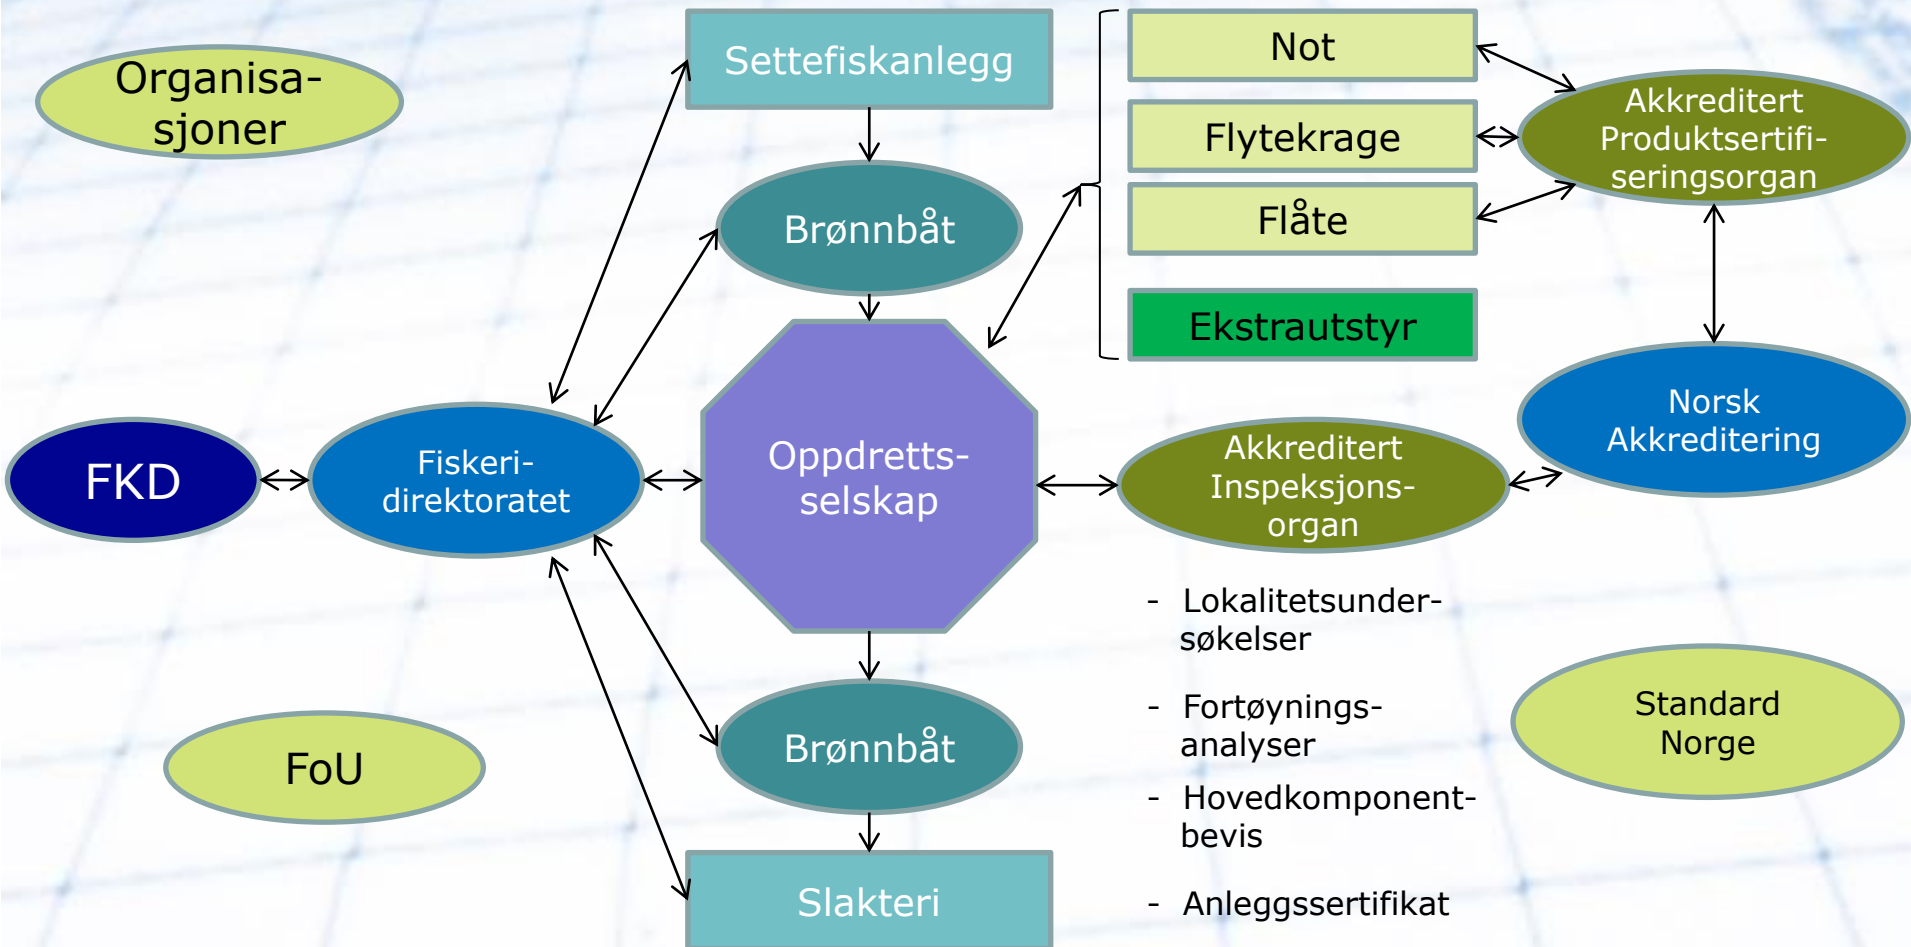 Organisa-
sjoner
Settefiskanlegg
Not
Flytekrage
Flåte
Ekstrautstyr
Akkreditert
Produktsertifi-
seringsorgan
Brønnbåt
Norsk
Akkreditering
FKD
Fiskeri-
direktoratet
Oppdretts-
selskap
Akkreditert
Inspeksjons-
organ
- Lokalitetsunder-
søkelser
- Fortøynings-
analyser
- Hovedkomponent-
bevis
- Anleggssertifikat
Standard
Norge
FoU
Brønnbåt
Slakteri